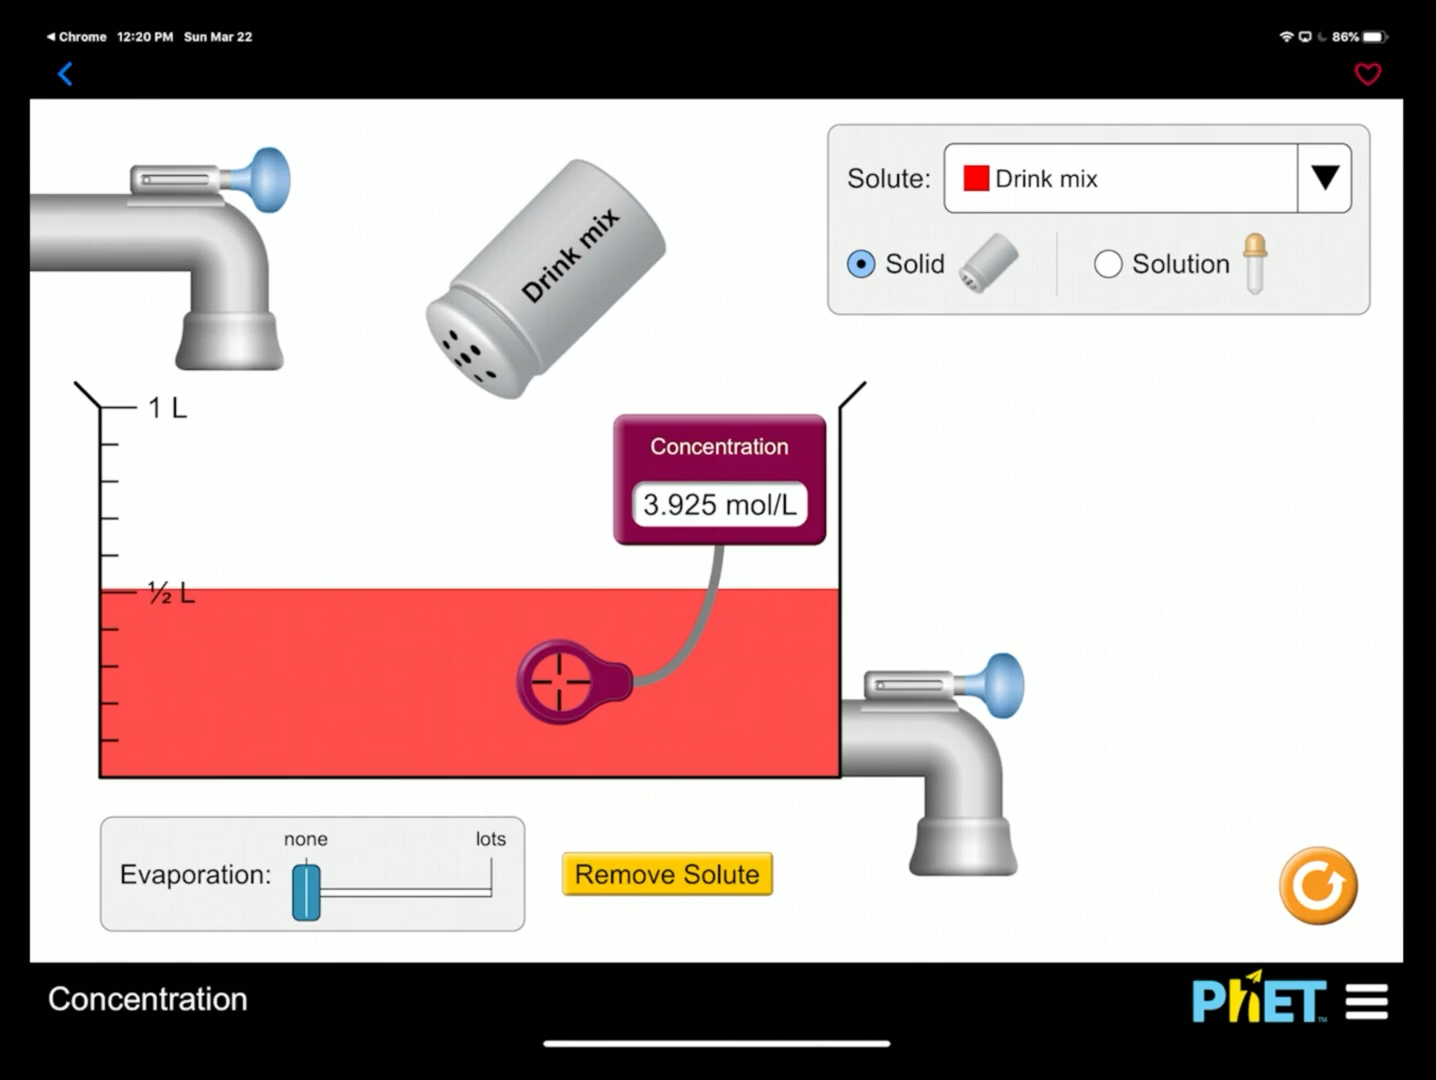 ◀ Chrome 12:20 PM Sun Mar 22
86%
Solute: Drink mix
Solid
Solution
Drink mix
1 L
Concentration
3.925 mol/L
½ L
none lots
Evaporation:
Remove Solute
Concentration
PhET™